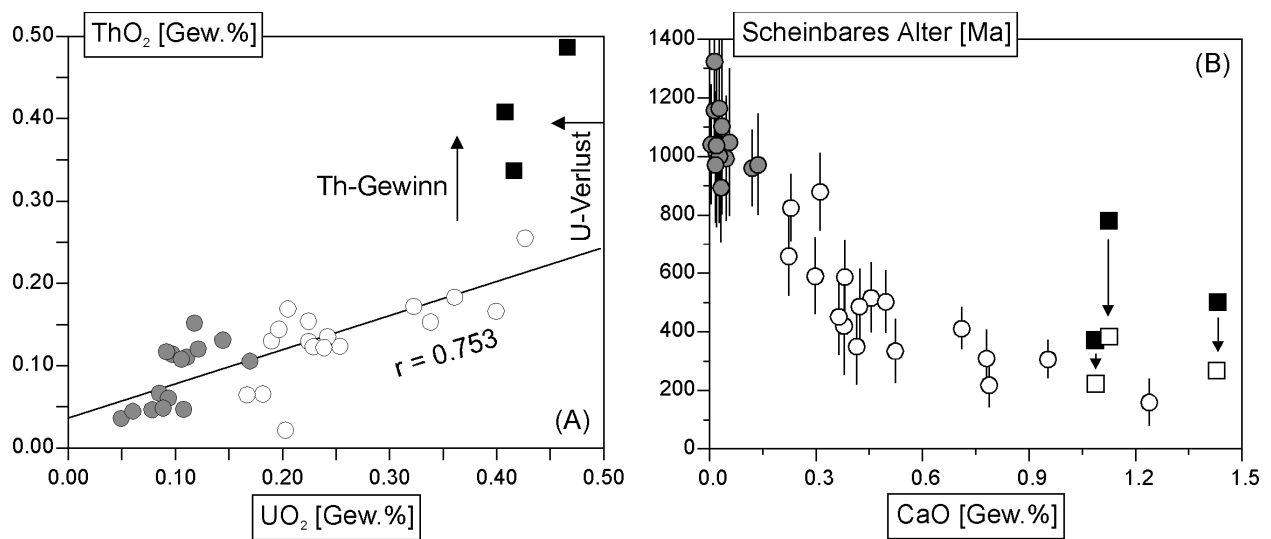 ThO₂ [Gew.%]
0.50
0.40
0.30
0.20
0.10
0.00
Th-Gewinn
U-Verlust
r = 0.753
(A)
0.00 0.10 0.20 0.30 0.40 0.50
UO₂ [Gew.%]
Scheinbares Alter [Ma]
(B)
1400
1200
1000
800
600
400
200
0
0.0 0.3 0.6 0.9 1.2 1.5
CaO [Gew.%]